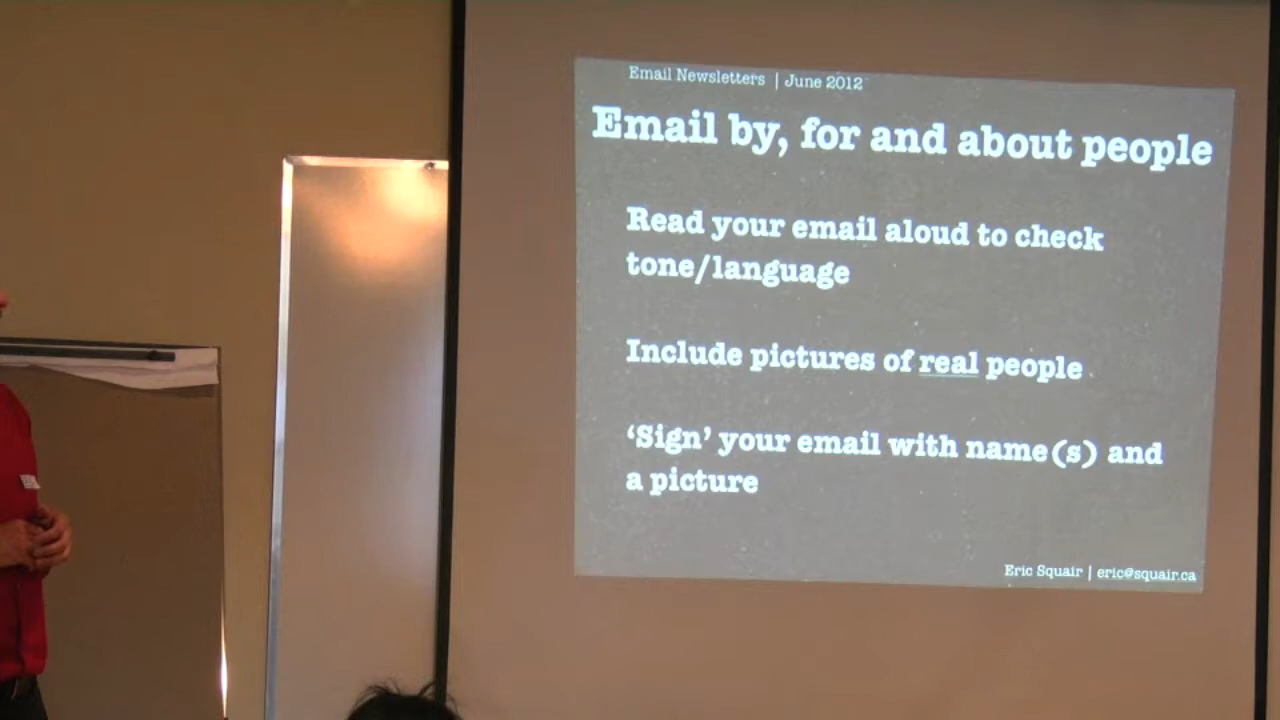 Email Newsletters | June 2012
Email by, for and about people
Read your email aloud to check
tone/language
Include pictures of real people
‘Sign’ your email with name(s) and
a picture
Eric Squair | eric@squair.ca